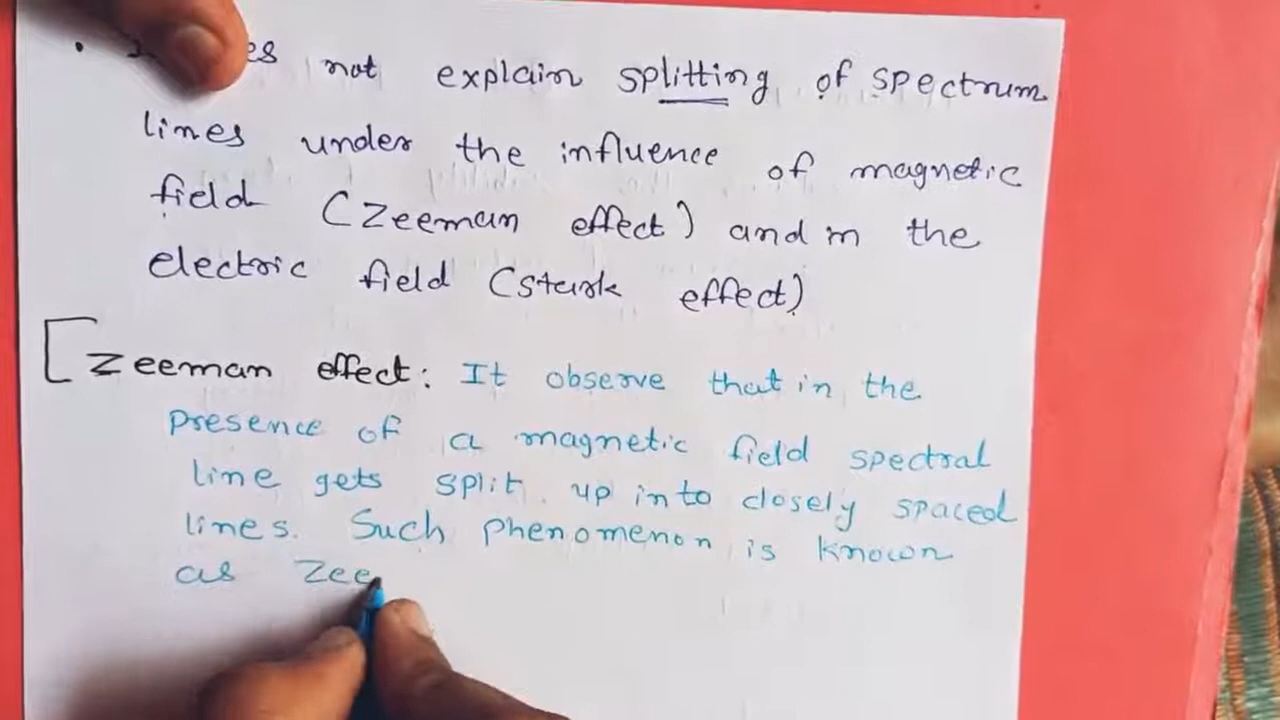 not explain splitting of spectrum
lines under the influence of magnetic
field (Zeeman effect) and in the
electric field (Stark effect)
[Zeeman effect: It observe that in the
presence of a magnetic field spectral
line gets split up into closely spaced
lines. Such phenomenon is known
as Zee